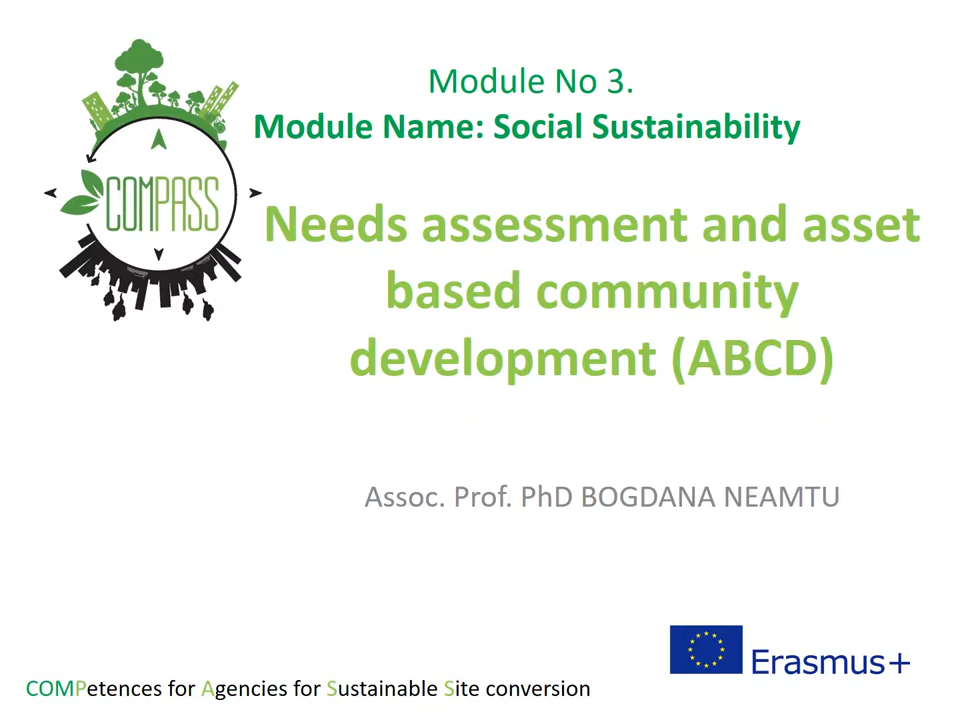 Module No 3.
Module Name: Social Sustainability
COMPASS
Needs assessment and asset
based community
development (ABCD)
Assoc. Prof. PhD BOGDANA NEAMTU
Erasmus+
COMPetences for Agencies for Sustainable Site conversion